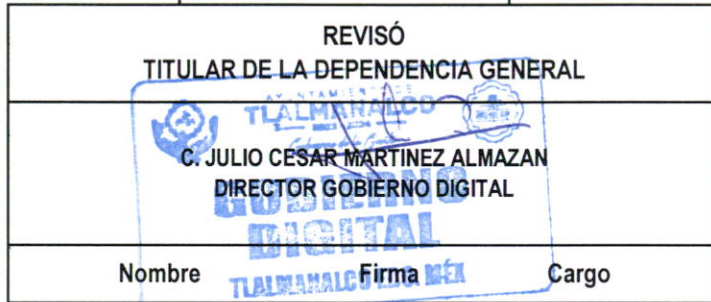 REVISÓ
TITULAR DE LA DEPENDENCIA GENERAL
AYUNTAMIENTO DE
TLALMANALCO
C. JULIO CESAR MARTINEZ ALMAZAN
DIRECTOR GOBIERNO DIGITAL
GOBIERNO
DIGITAL
TLALMANALCO EDO. MÉX
Nombre Firma Cargo